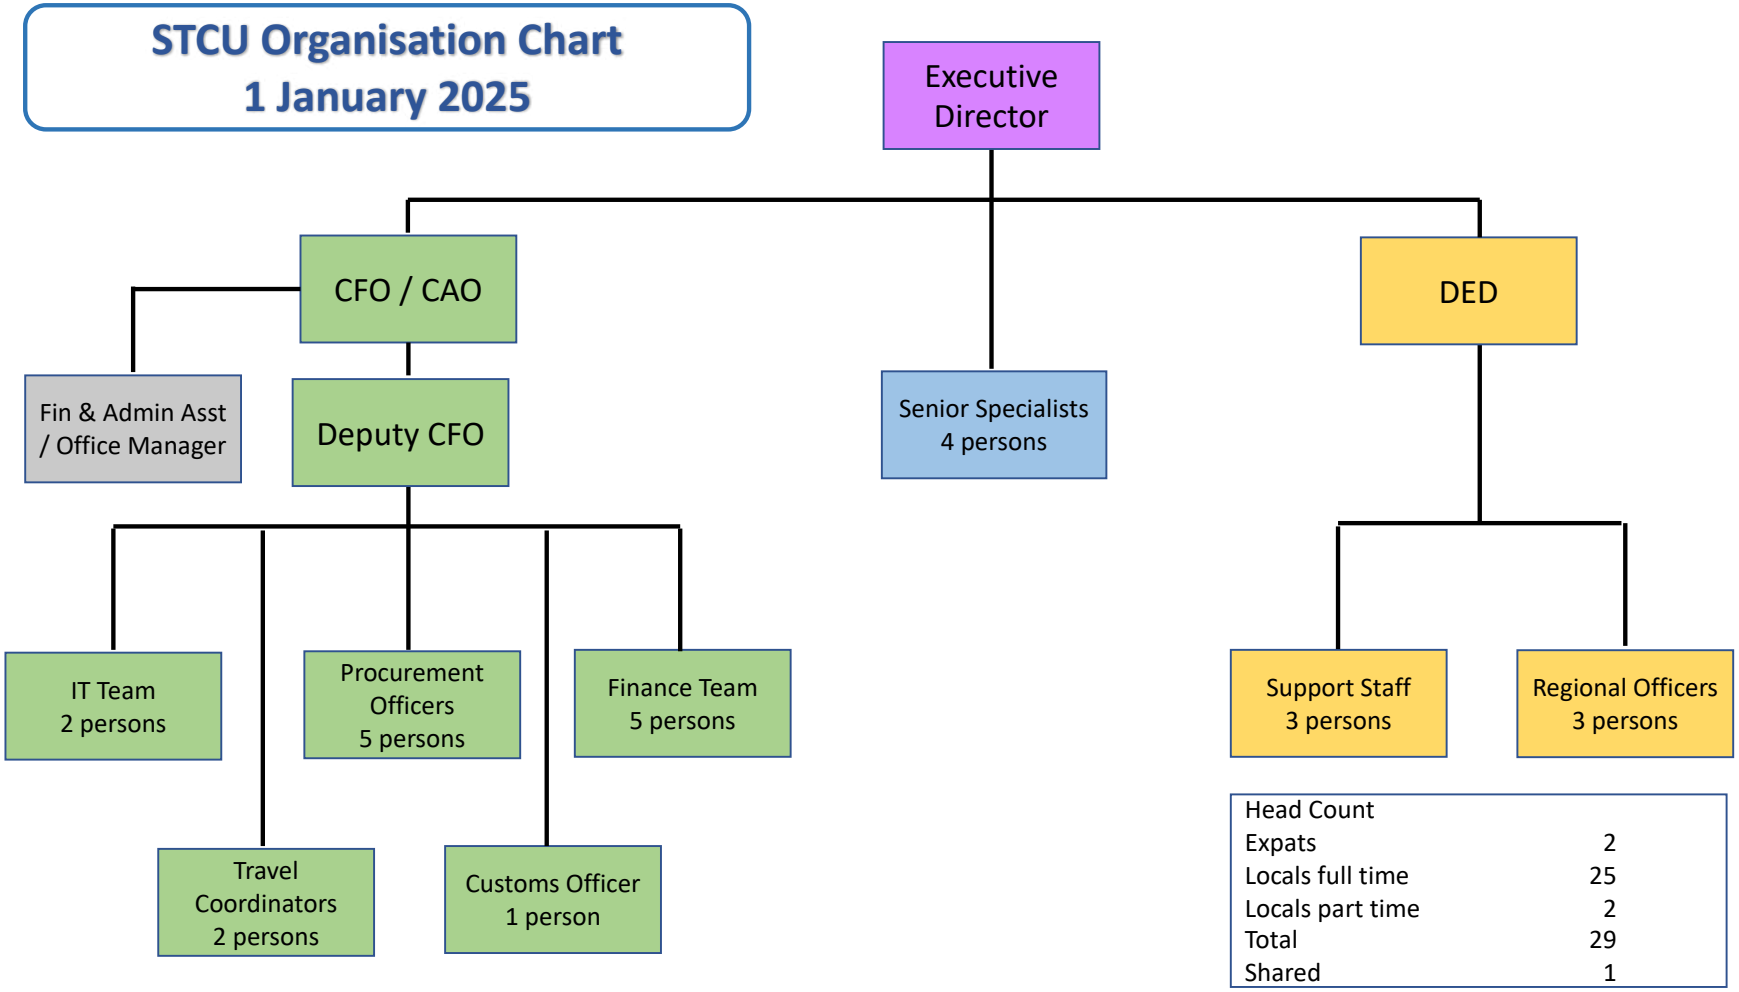 STCU Organisation Chart
1 January 2025
Executive
Director
CFO / CAO
DED
Fin & Admin Asst
/ Office Manager
Deputy CFO
Senior Specialists
4 persons
IT Team
2 persons
Procurement
Officers
5 persons
Finance Team
5 persons
Support Staff
3 persons
Regional Officers
3 persons
Travel
Coordinators
2 persons
Customs Officer
1 person
Head Count
Expats 2
Locals full time 25
Locals part time 2
Total 29
Shared 1